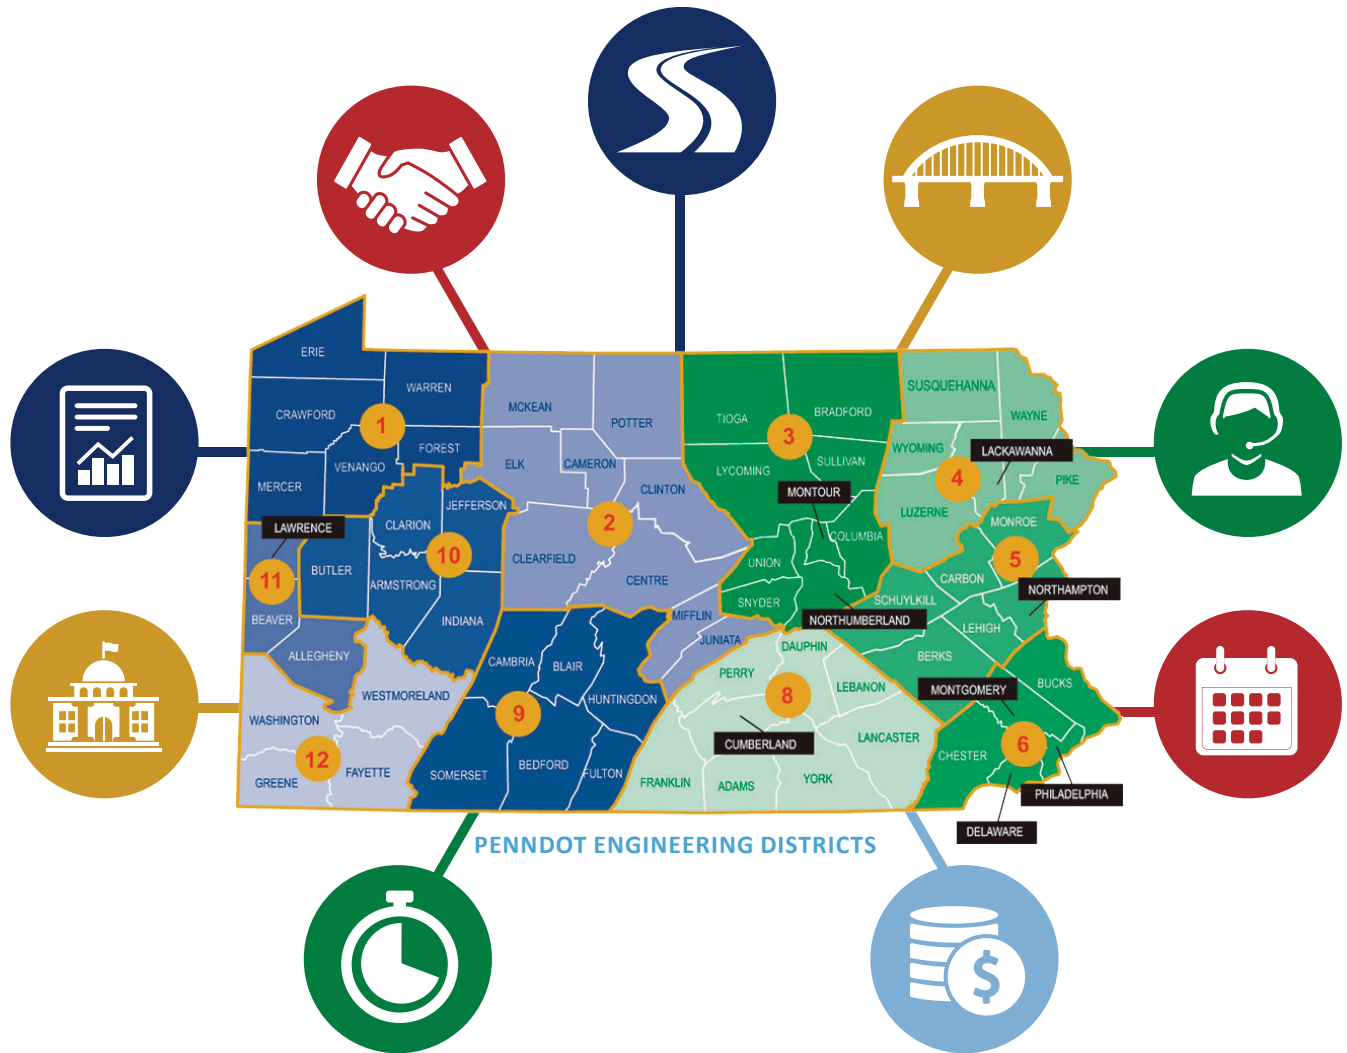 ERIE
WARREN
CRAWFORD
1
FOREST
VENANGO
MERCER
MCKEAN
POTTER
ELK
CAMERON
CLINTON
2
CLEARFIELD
CENTRE
MIFFLIN
JUNIATA
TIOGA
BRADFORD
3
LYCOMING
SULLIVAN
MONTOUR
COLUMBIA
UNION
SNYDER
NORTHUMBERLAND
SUSQUEHANNA
WAYNE
WYOMING
LACKAWANNA
4
PIKE
LUZERNE
MONROE
5
CARBON
NORTHAMPTON
SCHUYLKILL
LEHIGH
BERKS
JEFFERSON
CLARION
10
BUTLER
ARMSTRONG
INDIANA
LAWRENCE
11
BEAVER
ALLEGHENY
WESTMORELAND
WASHINGTON
12
GREENE
FAYETTE
CAMBRIA
BLAIR
HUNTINGDON
9
SOMERSET
BEDFORD
FULTON
DAUPHIN
PERRY
8
LEBANON
CUMBERLAND
LANCASTER
FRANKLIN
ADAMS
YORK
MONTGOMERY
BUCKS
6
CHESTER
PHILADELPHIA
DELAWARE
PENNDOT ENGINEERING DISTRICTS
$